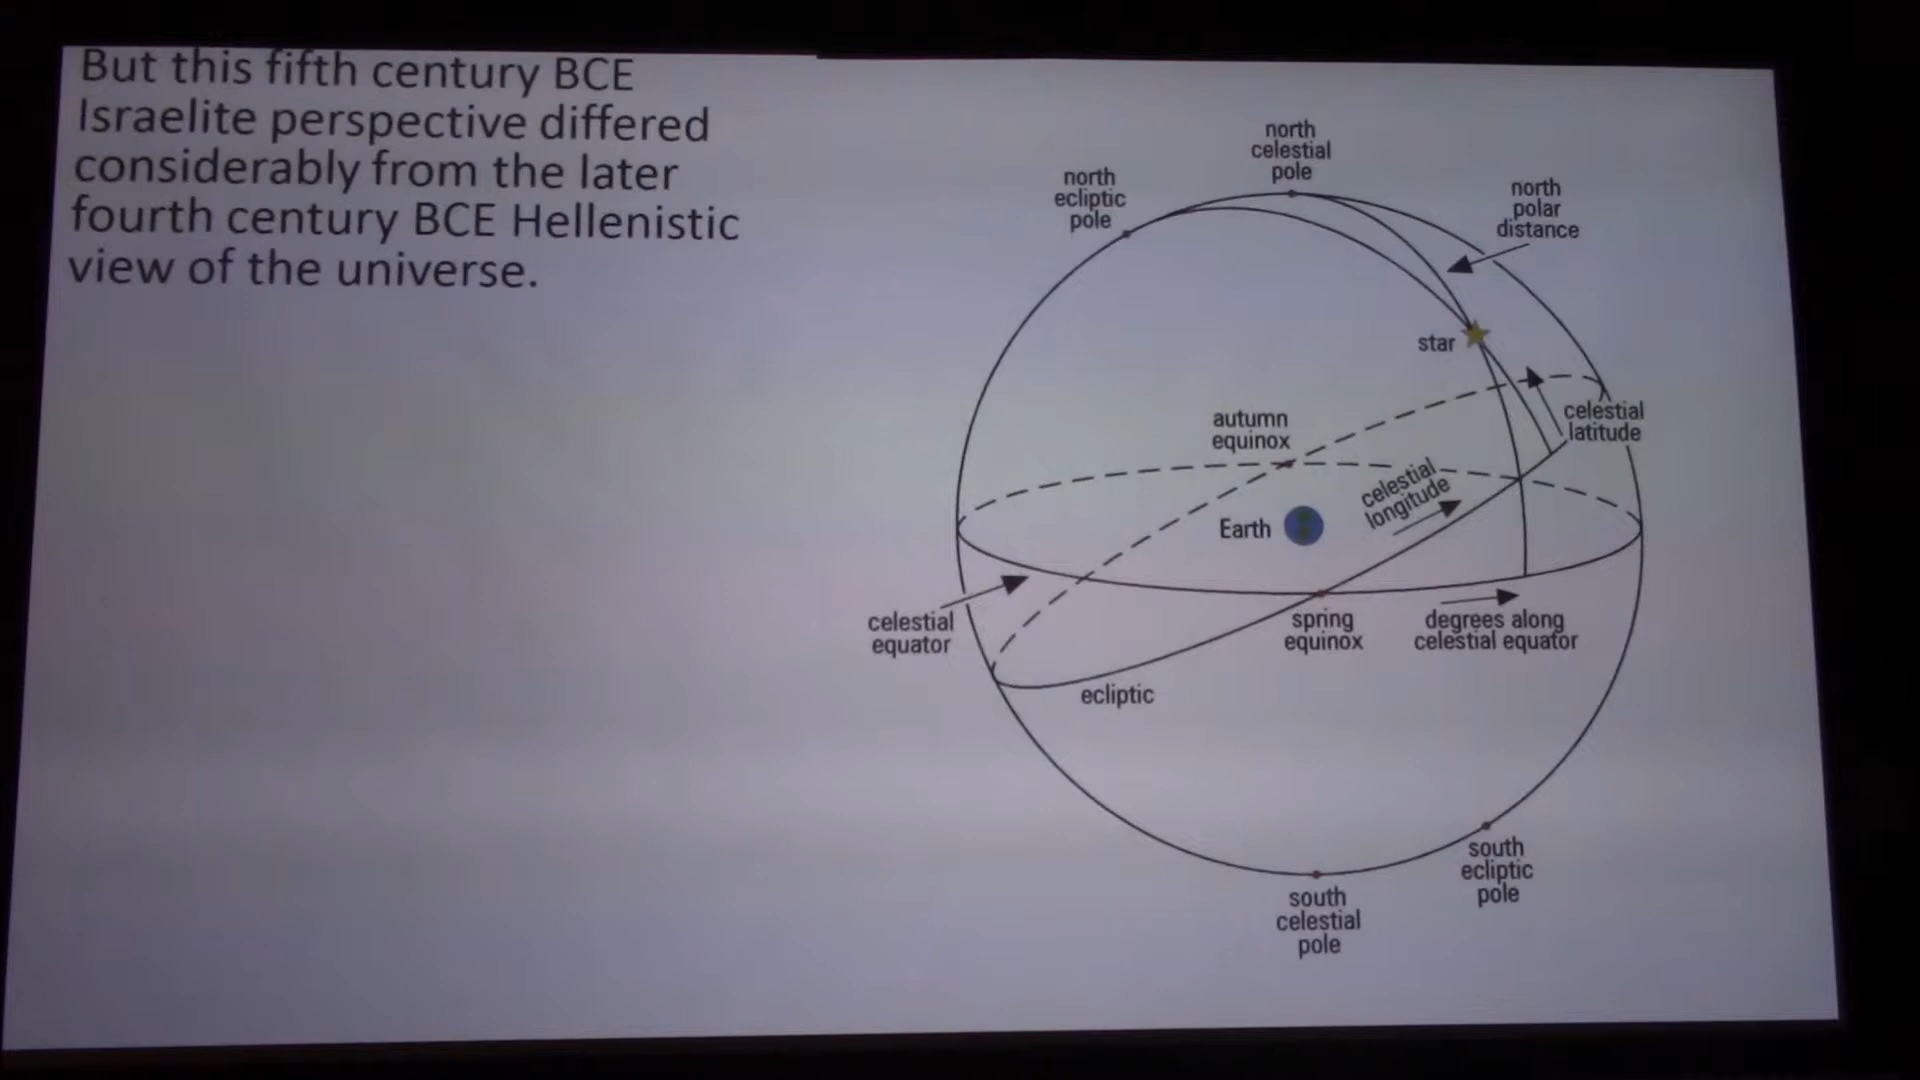 But this fifth century BCE
Israelite perspective differed
considerably from the later
fourth century BCE Hellenistic
view of the universe.
north
celestial
pole
north
ecliptic
pole
north
polar
distance
star
celestial
latitude
autumn
equinox
celestial
longitude
Earth
celestial
equator
spring
equinox
degrees along
celestial equator
ecliptic
south
ecliptic
pole
south
celestial
pole